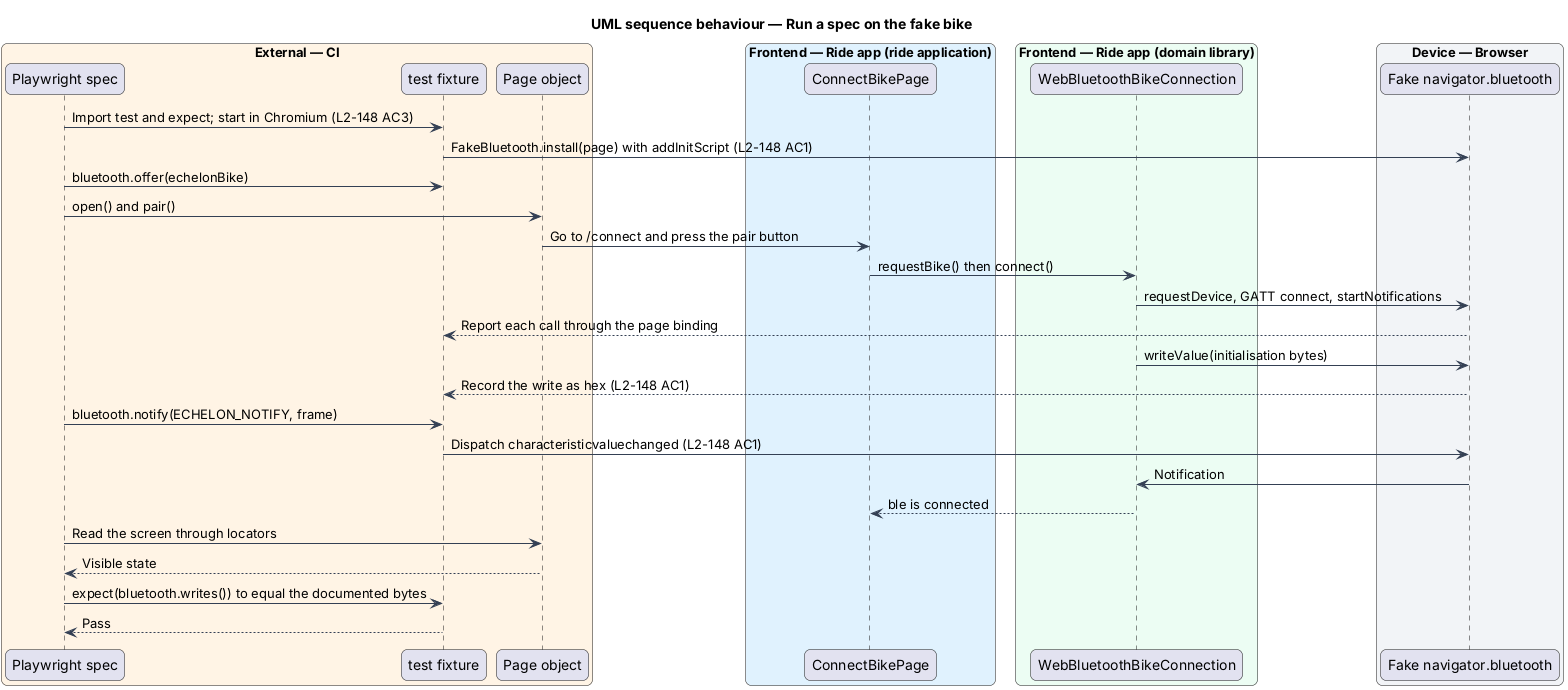 UML sequence behaviour — Run a spec on the fake bike
External — CI
Frontend — Ride app (ride application)
Frontend — Ride app (domain library)
Device — Browser
Playwright spec
test fixture
Page object
ConnectBikePage
WebBluetoothBikeConnection
Fake navigator.bluetooth
Import test and expect; start in Chromium (L2-148 AC3)
FakeBluetooth.install(page) with addInitScript (L2-148 AC1)
bluetooth.offer(echelonBike)
open() and pair()
Go to /connect and press the pair button
requestBike() then connect()
requestDevice, GATT connect, startNotifications
Report each call through the page binding
writeValue(initialisation bytes)
Record the write as hex (L2-148 AC1)
bluetooth.notify(ECHELON_NOTIFY, frame)
Dispatch characteristicvaluechanged (L2-148 AC1)
Notification
ble is connected
Read the screen through locators
Visible state
expect(bluetooth.writes()) to equal the documented bytes
Pass
Playwright spec
test fixture
Page object
ConnectBikePage
WebBluetoothBikeConnection
Fake navigator.bluetooth